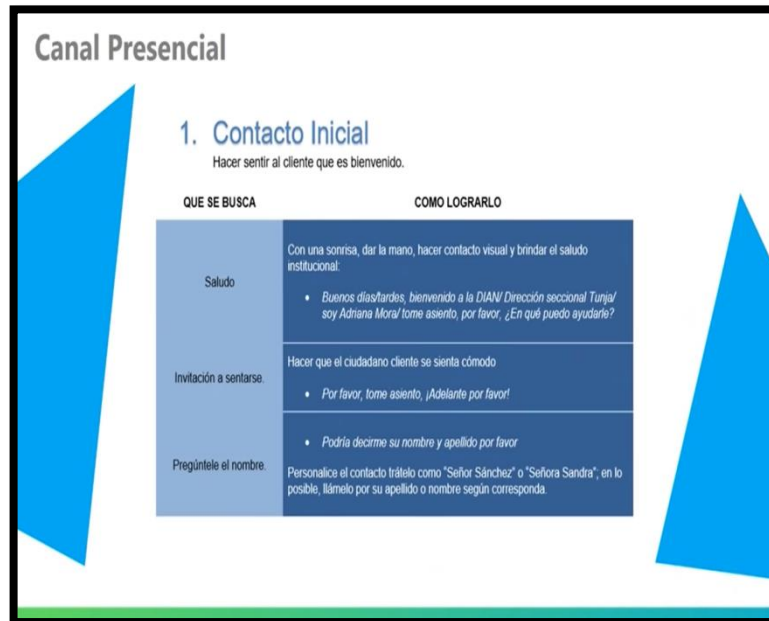 Canal Presencial
1. Contacto Inicial
Hacer sentir al cliente que es bienvenido.
QUE SE BUSCA
COMO LOGRARLO
Saludo
Con una sonrisa, dar la mano, hacer contacto visual y brindar el saludo
institucional:
• Buenos días/tardes, bienvenido a la DIAN/ Dirección seccional Tunja/
soy Adriana Mora/ tome asiento, por favor, ¿En qué puedo ayudarle?
Invitación a sentarse.
Hacer que el ciudadano cliente se sienta cómodo
• Por favor, tome asiento, ¡Adelante por favor!
Pregúntele el nombre.
• Podría decirme su nombre y apellido por favor
Personalice el contacto trátelo como "Señor Sánchez" o "Señora Sandra"; en lo
posible, llámelo por su apellido o nombre según corresponda.